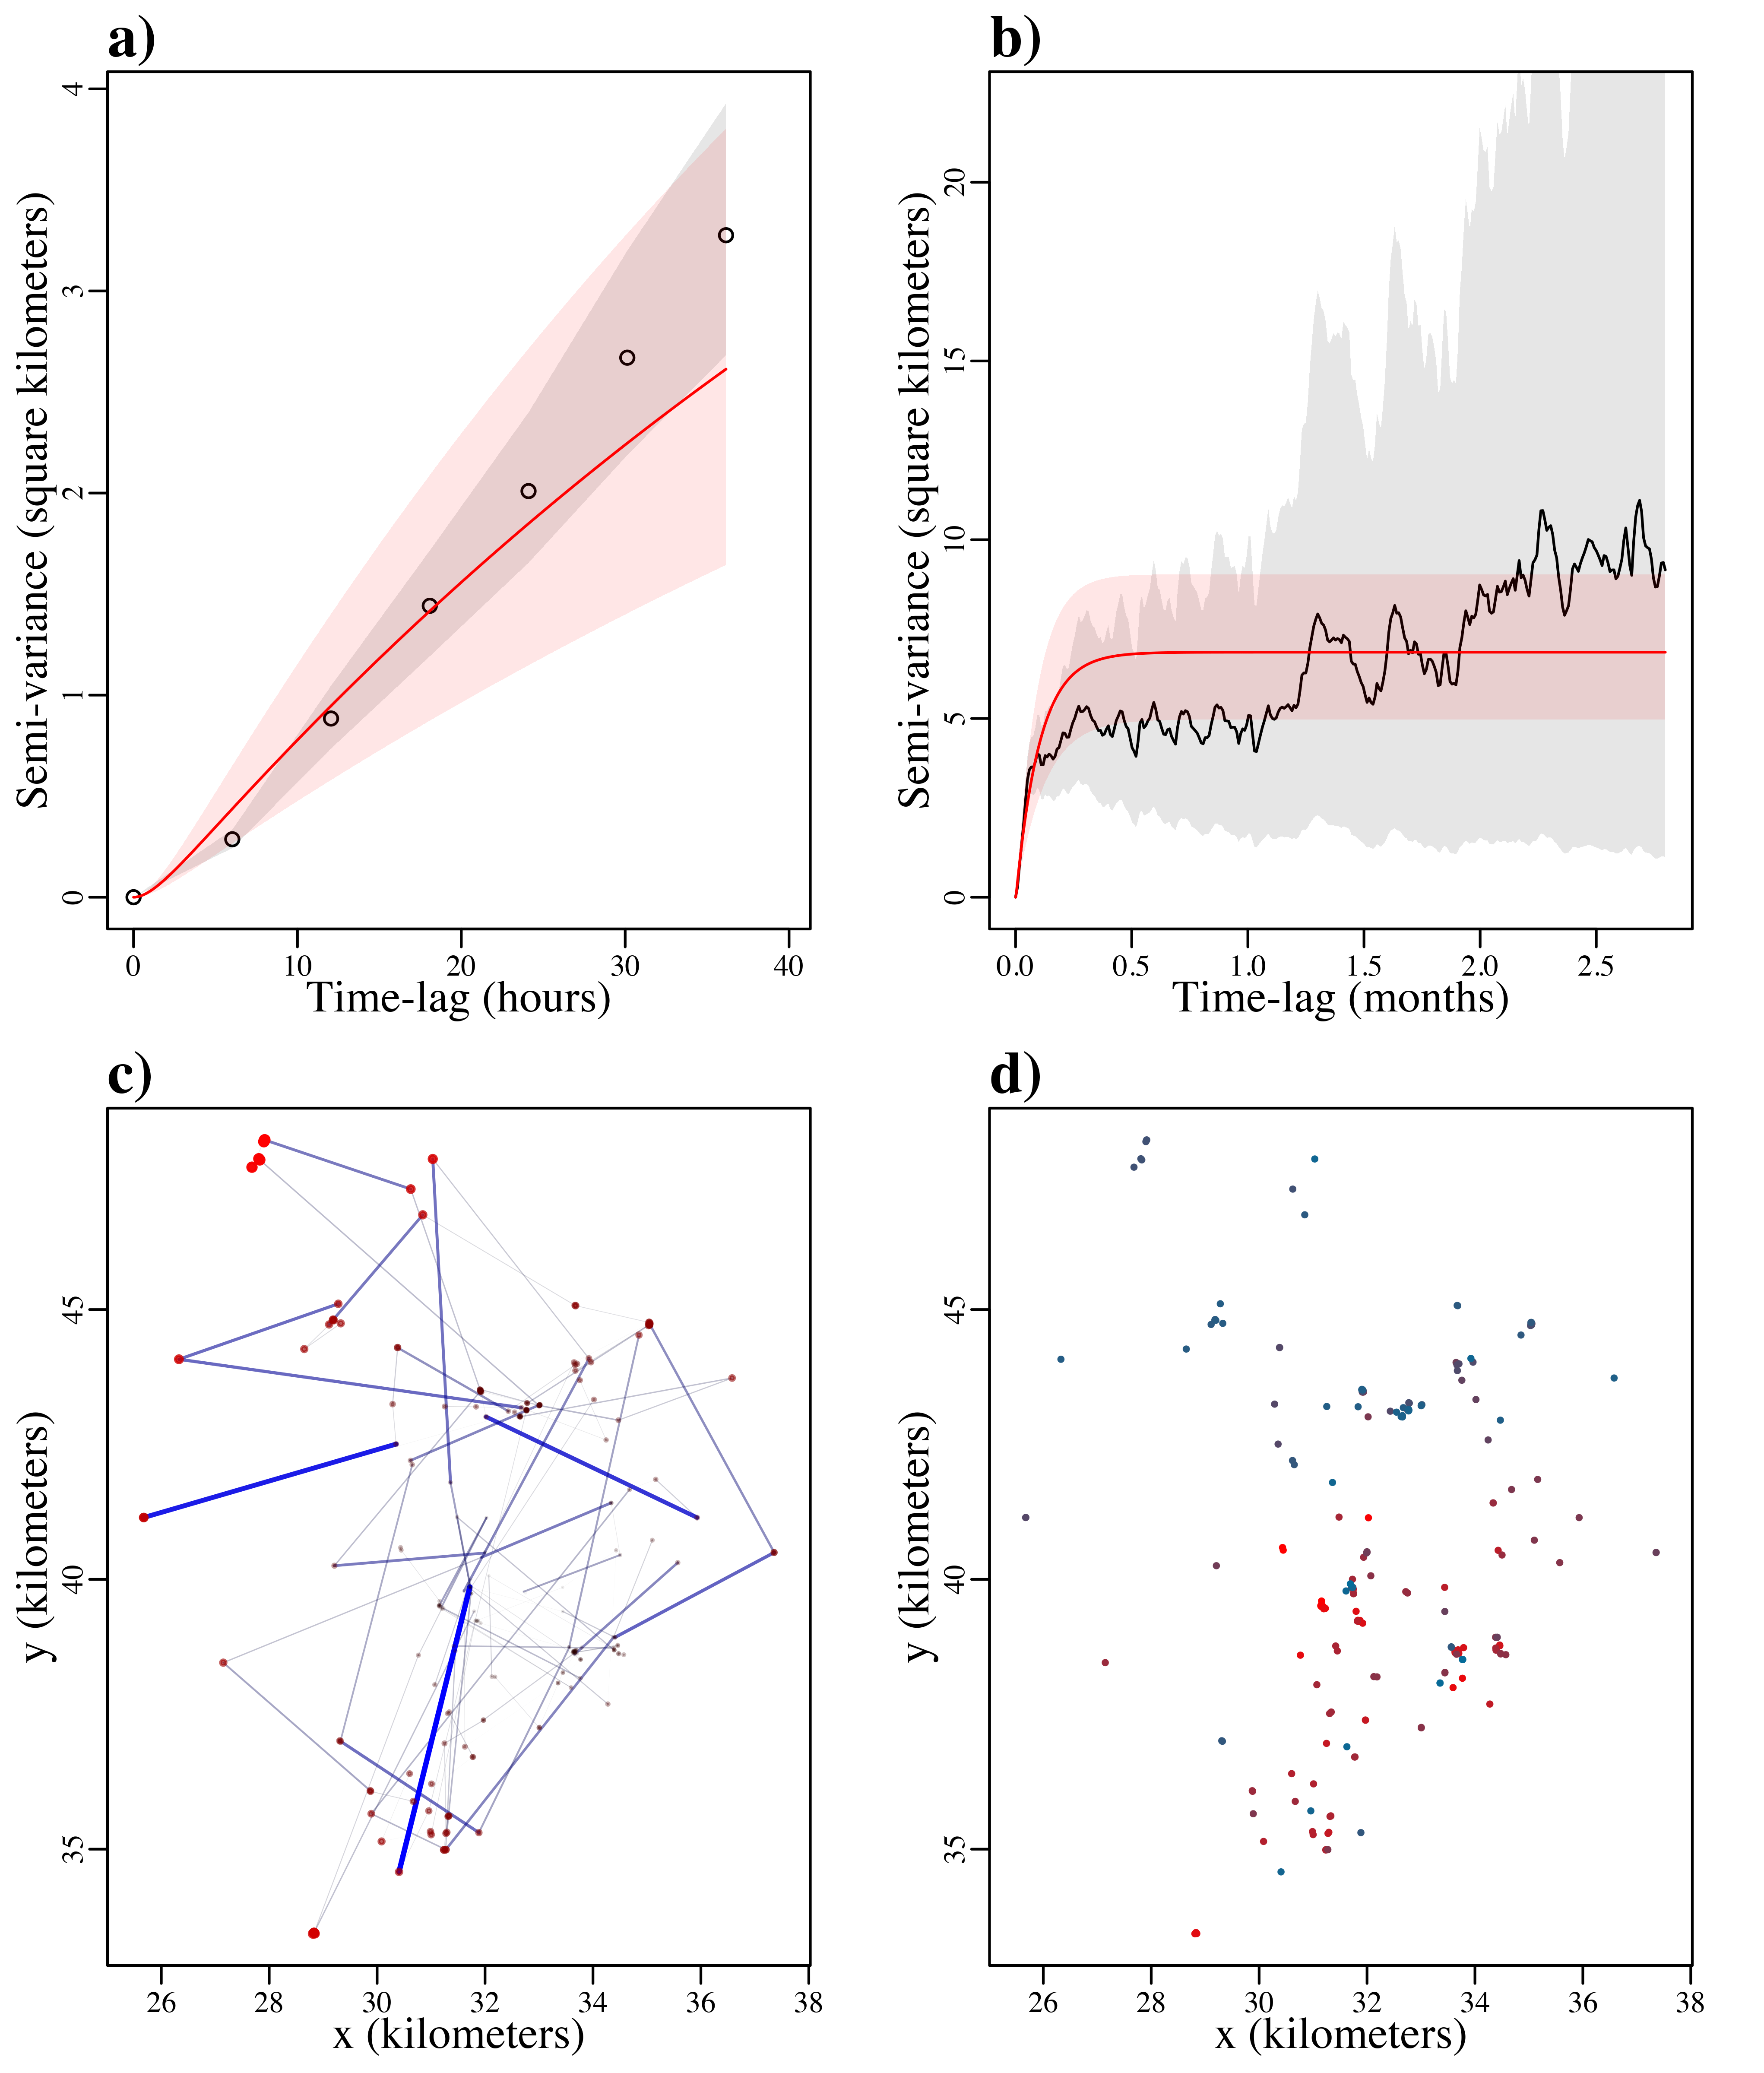 a)
Semi-variance (square kilometers)
0 1 2 3 4
0 10 20 30 40
Time-lag (hours)
b)
Semi-variance (square kilometers)
0 5 10 15 20
0.0 0.5 1.0 1.5 2.0 2.5
Time-lag (months)
c)
y (kilometers)
35 40 45
26 28 30 32 34 36 38
x (kilometers)
d)
y (kilometers)
35 40 45
26 28 30 32 34 36 38
x (kilometers)